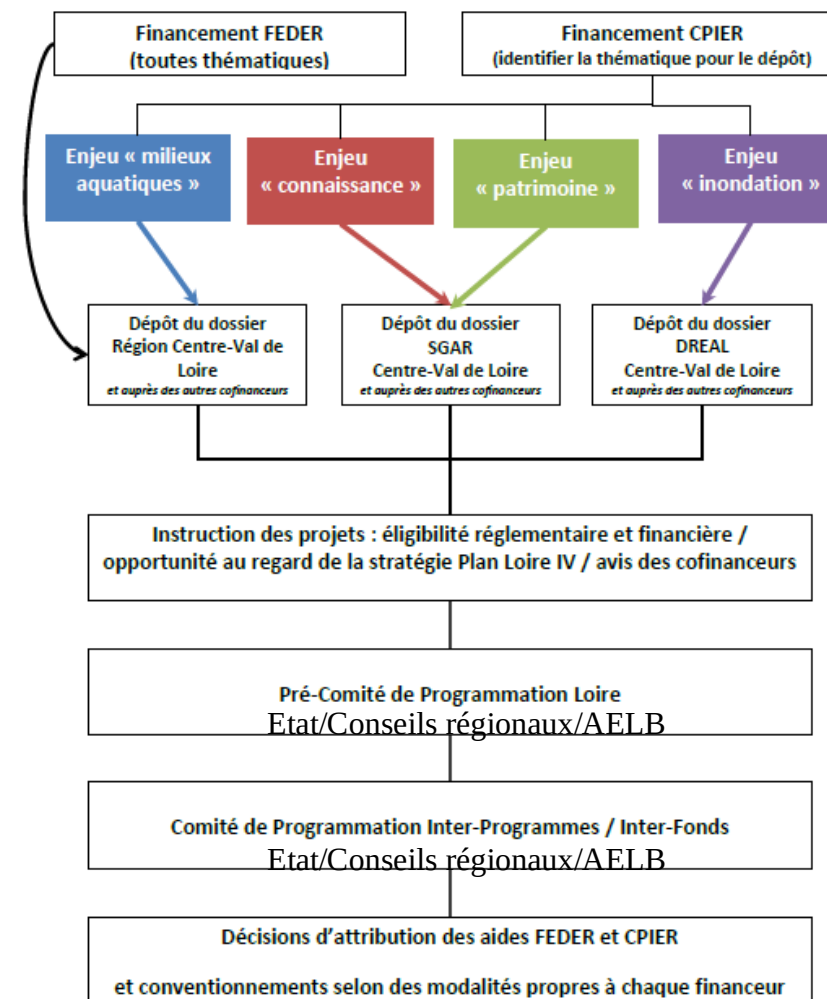 Financement FEDER
(toutes thématiques)
Financement CPIER
(identifier la thématique pour le dépôt)
Enjeu « milieux
aquatiques »
Enjeu
« connaissance »
Enjeu
« patrimoine »
Enjeu
« inondation »
Dépôt du dossier
Région Centre-Val de
Loire
et auprès des autres cofinanceurs
Dépôt du dossier
SGAR
Centre-Val de Loire
et auprès des autres cofinanceurs
Dépôt du dossier
DREAL
Centre-Val de Loire
et auprès des autres cofinanceurs
Instruction des projets : éligibilité réglementaire et financière /
opportunité au regard de la stratégie Plan Loire IV / avis des cofinanceurs
Pré-Comité de Programmation Loire
Etat/Conseils régionaux/AELB
Comité de Programmation Inter-Programmes / Inter-Fonds
Etat/Conseils régionaux/AELB
Décisions d'attribution des aides FEDER et CPIER
et conventionnements selon des modalités propres à chaque financeur